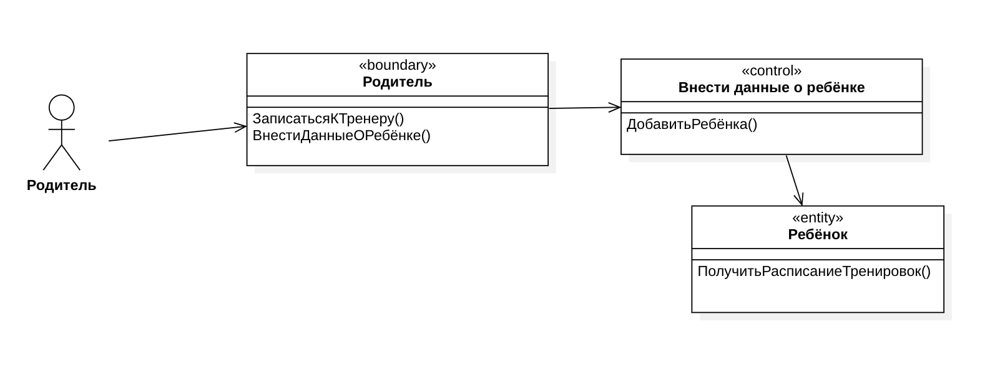 Родитель
«boundary»
Родитель
ЗаписатьсяКТренеру()
ВнестиДанныеОРебёнке()
«control»
Внести данные о ребёнке
ДобавитьРебёнка()
«entity»
Ребёнок
ПолучитьРасписаниеТренировок()